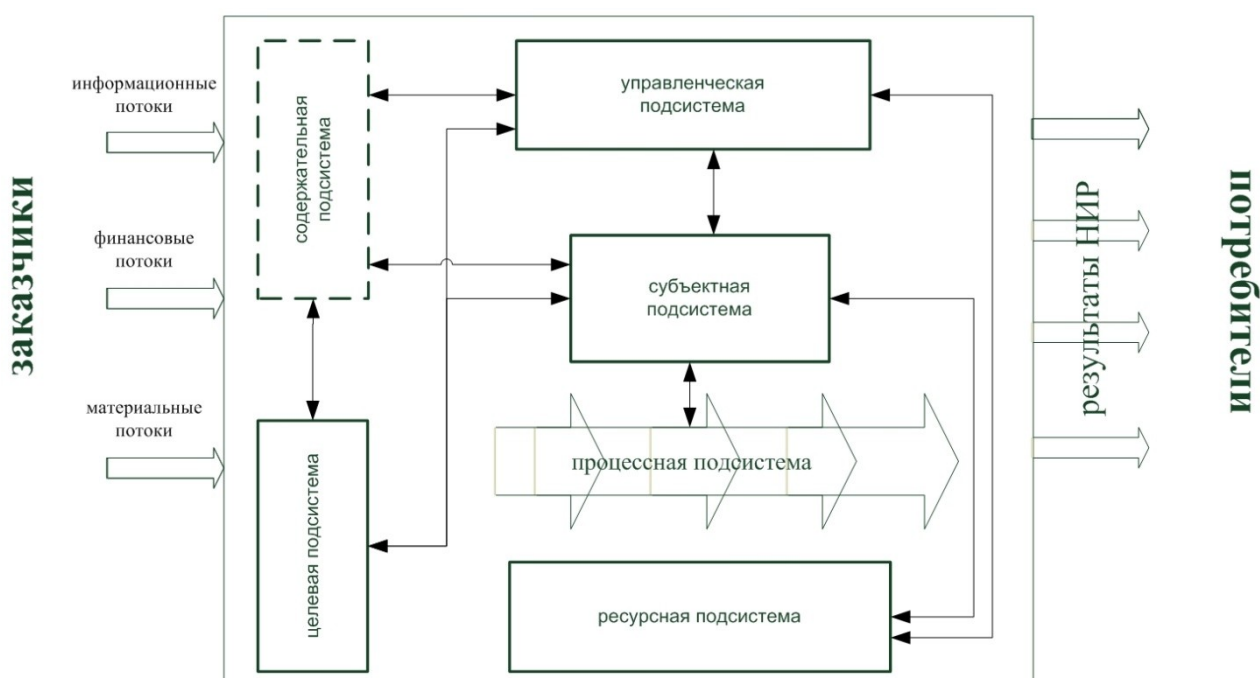 заказчики
информационные
потоки
финансовые
потоки
материальные
потоки
содержательная
подсистема
целевая подсистема
управленческая
подсистема
субъектная
подсистема
процессная подсистема
ресурсная подсистема
результаты НИР
потребители